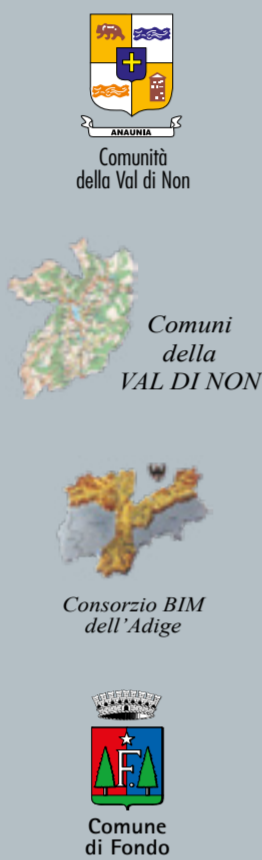 ANAUNIA
Comunità
della Val di Non
Comuni
della
VAL DI NON
Consorzio BIM
dell'Adige
F.
Comune
di Fondo